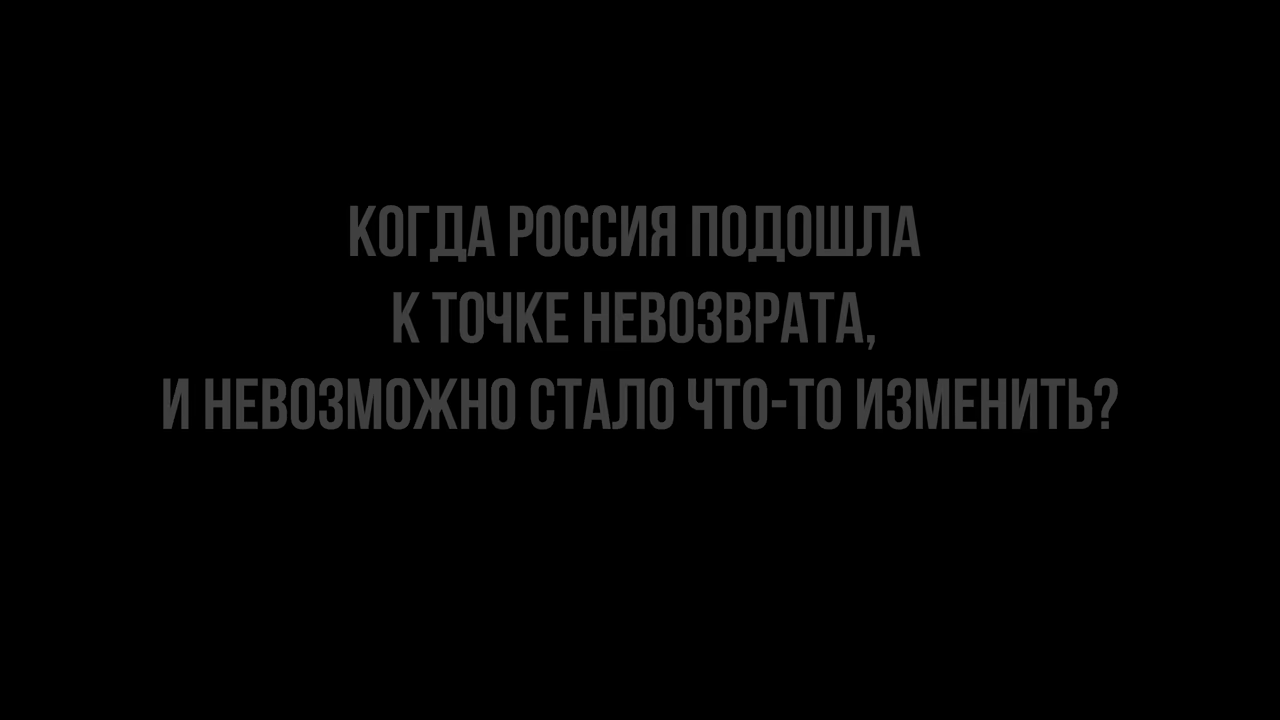 КОГДА РОССИЯ ПОДОШЛА
К ТОЧКЕ НЕВОЗВРАТА,
И НЕВОЗМОЖНО СТАЛО ЧТО-ТО ИЗМЕНИТЬ?